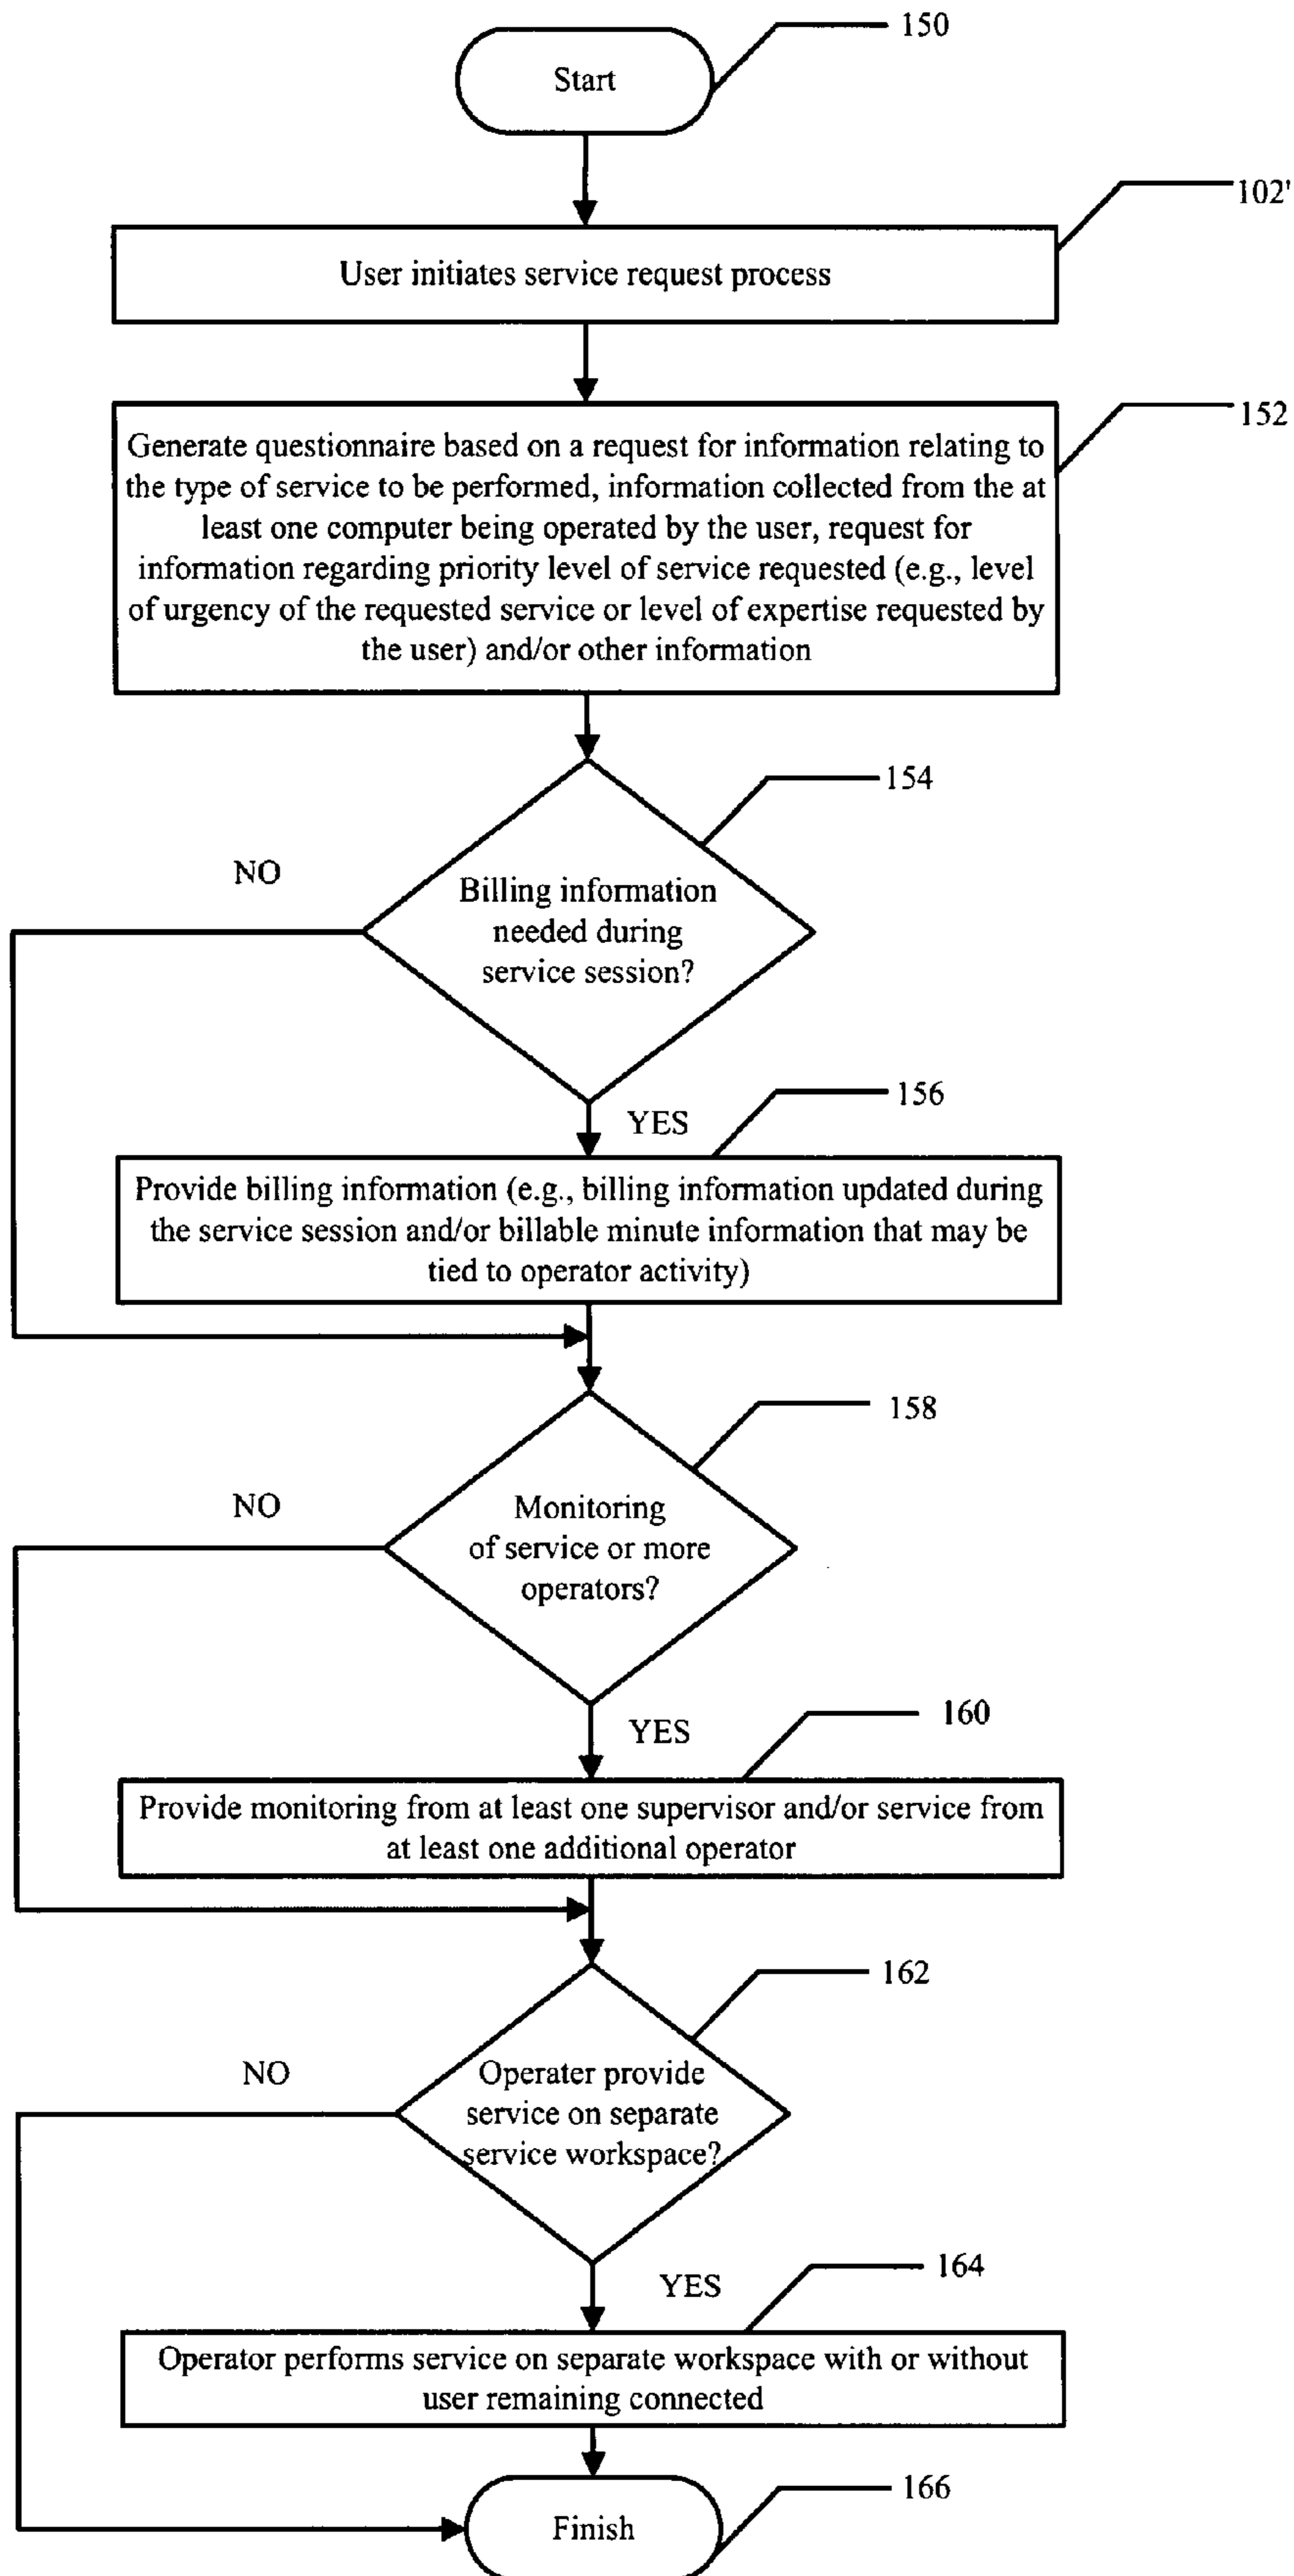 150
Start
102'
User initiates service request process
152
Generate questionnaire based on a request for information relating to
the type of service to be performed, information collected from the at
least one computer being operated by the user, request for
information regarding priority level of service requested (e.g., level
of urgency of the requested service or level of expertise requested by
the user) and/or other information
154
NO
Billing information
needed during
service session?
156
YES
Provide billing information (e.g., billing information updated during
the service session and/or billable minute information that may be
tied to operator activity)
158
NO
Monitoring
of service or more
operators?
160
YES
Provide monitoring from at least one supervisor and/or service from
at least one additional operator
162
NO
Operater provide
service on separate
service workspace?
164
YES
Operator performs service on separate workspace with or without
user remaining connected
166
Finish